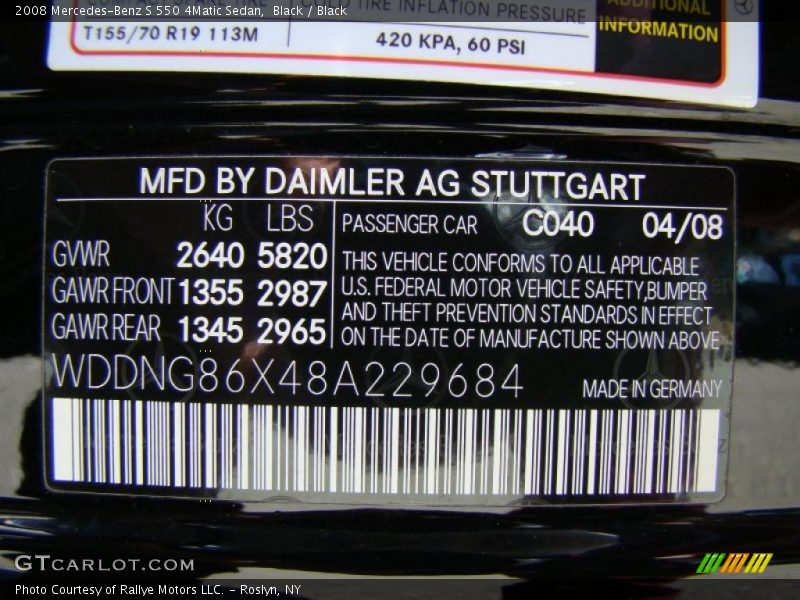 2008 Mercedes-Benz S 550 4Matic Sedan, Black / Black
TIRE INFLATION PRESSURE
ADDITIONAL
INFORMATION
T155/70 R19 113M
420 KPA, 60 PSI
MFD BY DAIMLER AG STUTTGART
KG LBS
GVWR 2640 5820
GAWR FRONT 1355 2987
GAWR REAR 1345 2965
PASSENGER CAR C040 04/08
THIS VEHICLE CONFORMS TO ALL APPLICABLE
U.S. FEDERAL MOTOR VEHICLE SAFETY,BUMPER
AND THEFT PREVENTION STANDARDS IN EFFECT
ON THE DATE OF MANUFACTURE SHOWN ABOVE
WDDNG86X48A229684
MADE IN GERMANY
GTCARLOT.COM
Photo Courtesy of Rallye Motors LLC. - Roslyn, NY